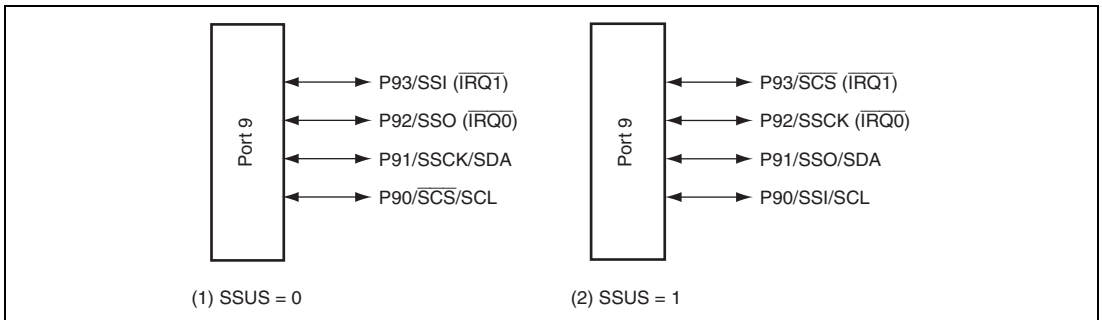 Port 9
P93/SSI (IRQ1)
P92/SSO (IRQ0)
P91/SSCK/SDA
P90/SCS/SCL
(1) SSUS = 0
Port 9
P93/SCS (IRQ1)
P92/SSCK (IRQ0)
P91/SSO/SDA
P90/SSI/SCL
(2) SSUS = 1